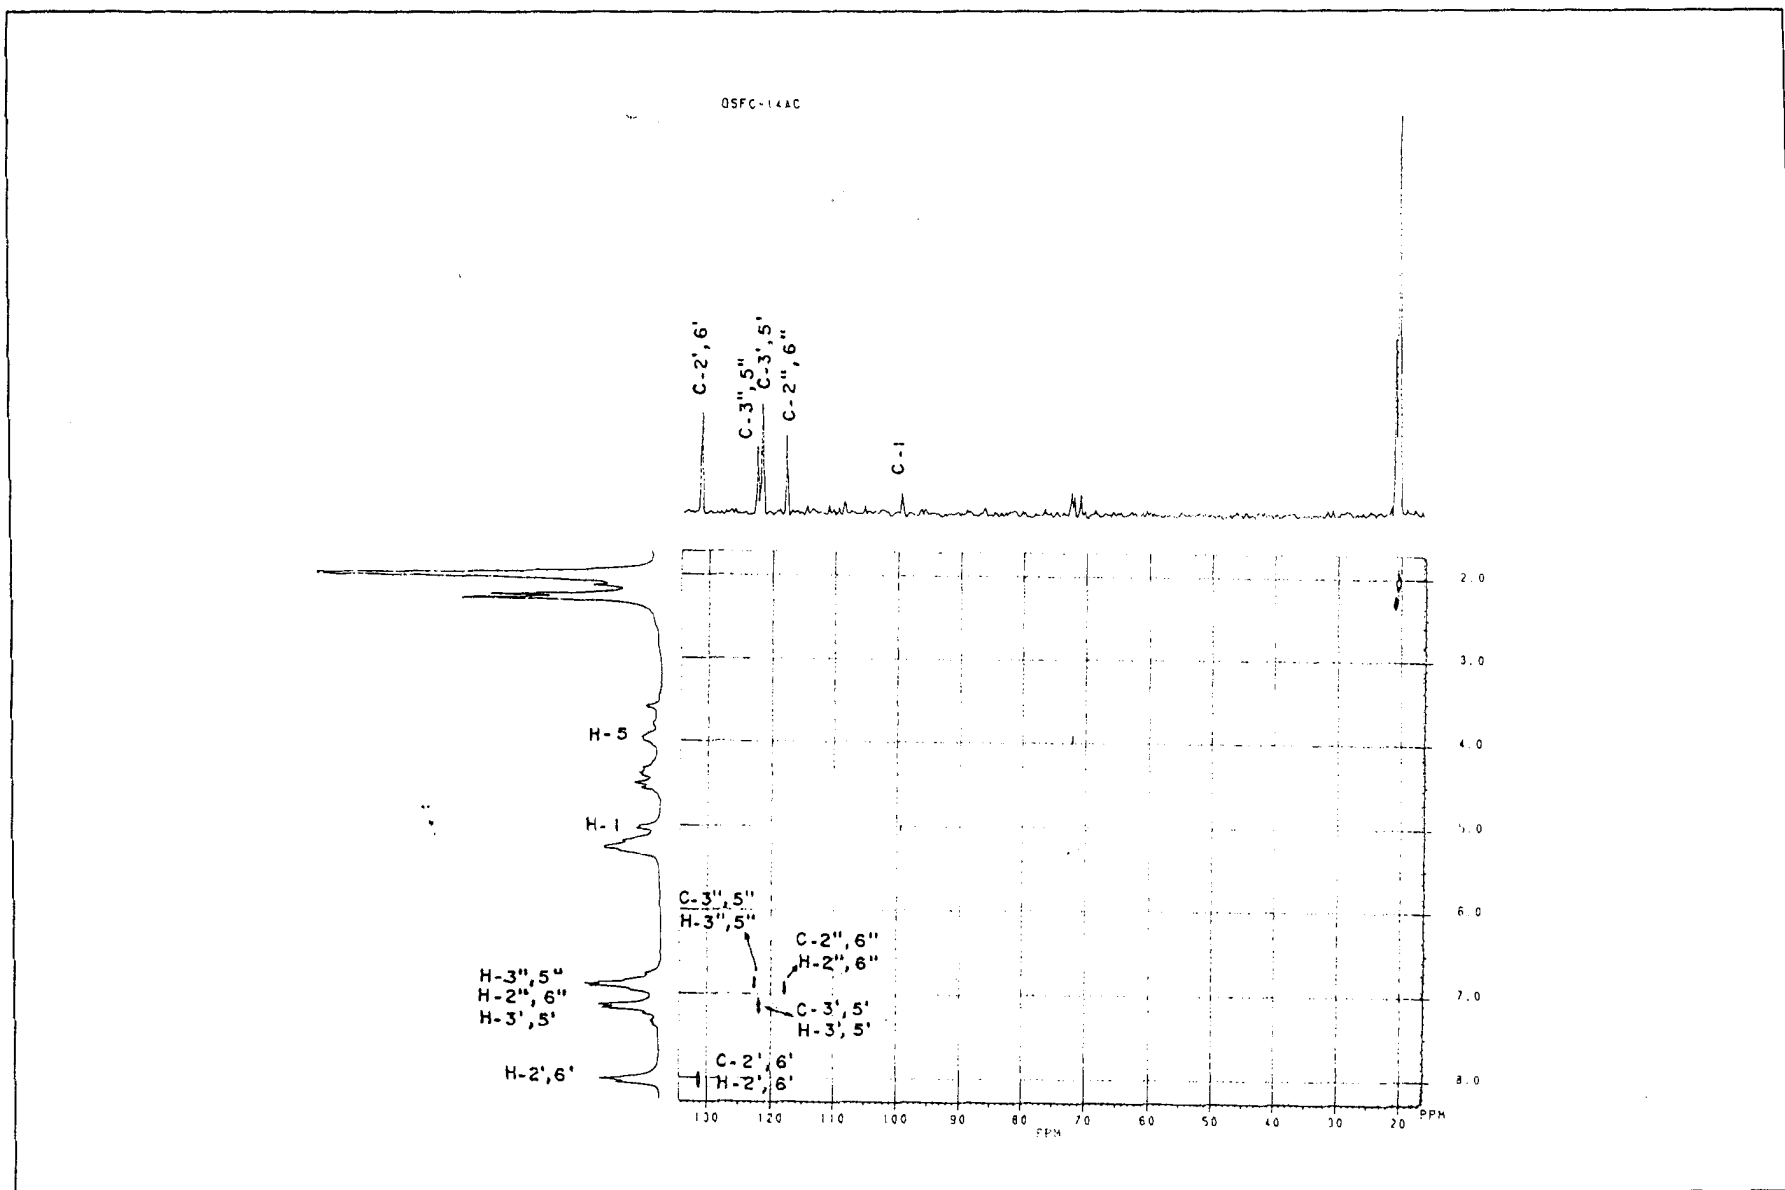 QSFC-14AC
C-2', 6'
C-3", 5"
C-3', 5'
C-2", 6"
C-1
2.0
3.0
H-5
4.0
H-1
5.0
C-3", 5"
H-3", 5"
6.0
C-2", 6"
H-2", 6"
H-3", 5"
H-2", 6"
H-3', 5'
7.0
C-3', 5'
H-3', 5'
C-2', 6'
H-2', 6'
H-2', 6'
8.0
130 120 110 100 90 80 70 60 50 40 30 20 PPM
PPM